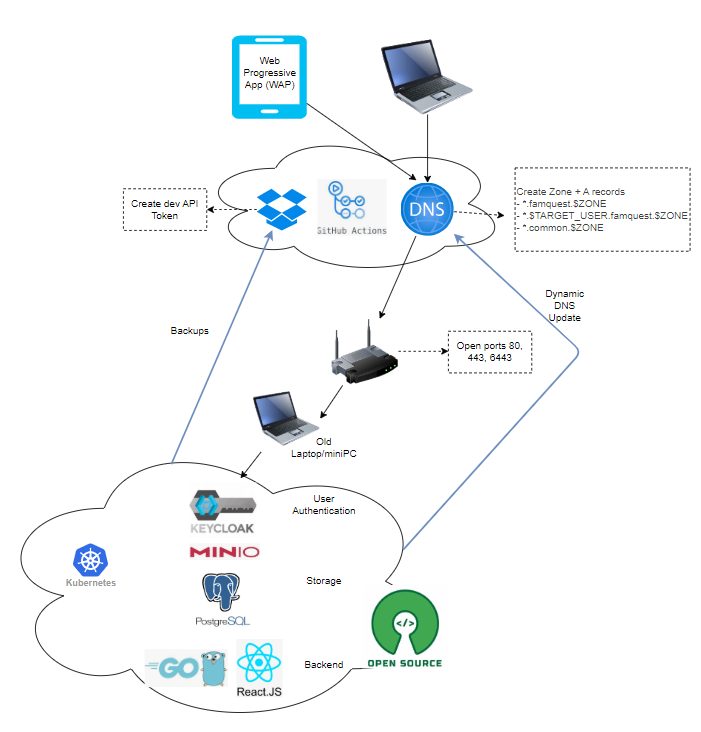 Web
Progressive
App (WAP)
Create dev API
Token
GitHub Actions
DNS
Create Zone + A records
- *.famquest.$ZONE
- *.$TARGET_USER.famquest.$ZONE
- *.common.$ZONE
Dynamic
DNS
Update
Backups
Open ports 80,
443, 6443
Old
Laptop/miniPC
User
Authentication
KEYCLOAK
MINIO
Kubernetes
Storage
PostgreSQL
</>
OPEN SOURCE
GO
React.JS
Backend